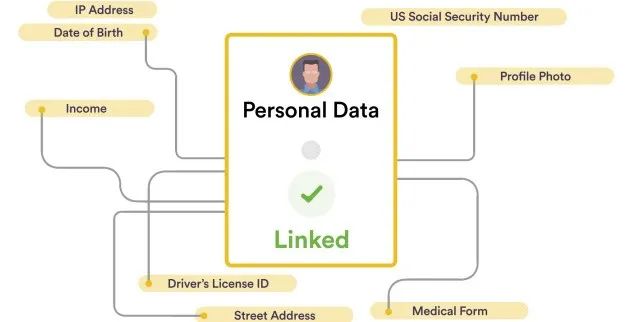 IP Address
US Social Security Number
Date of Birth
Profile Photo
Personal Data
Income
Linked
Driver's License ID
Street Address
Medical Form